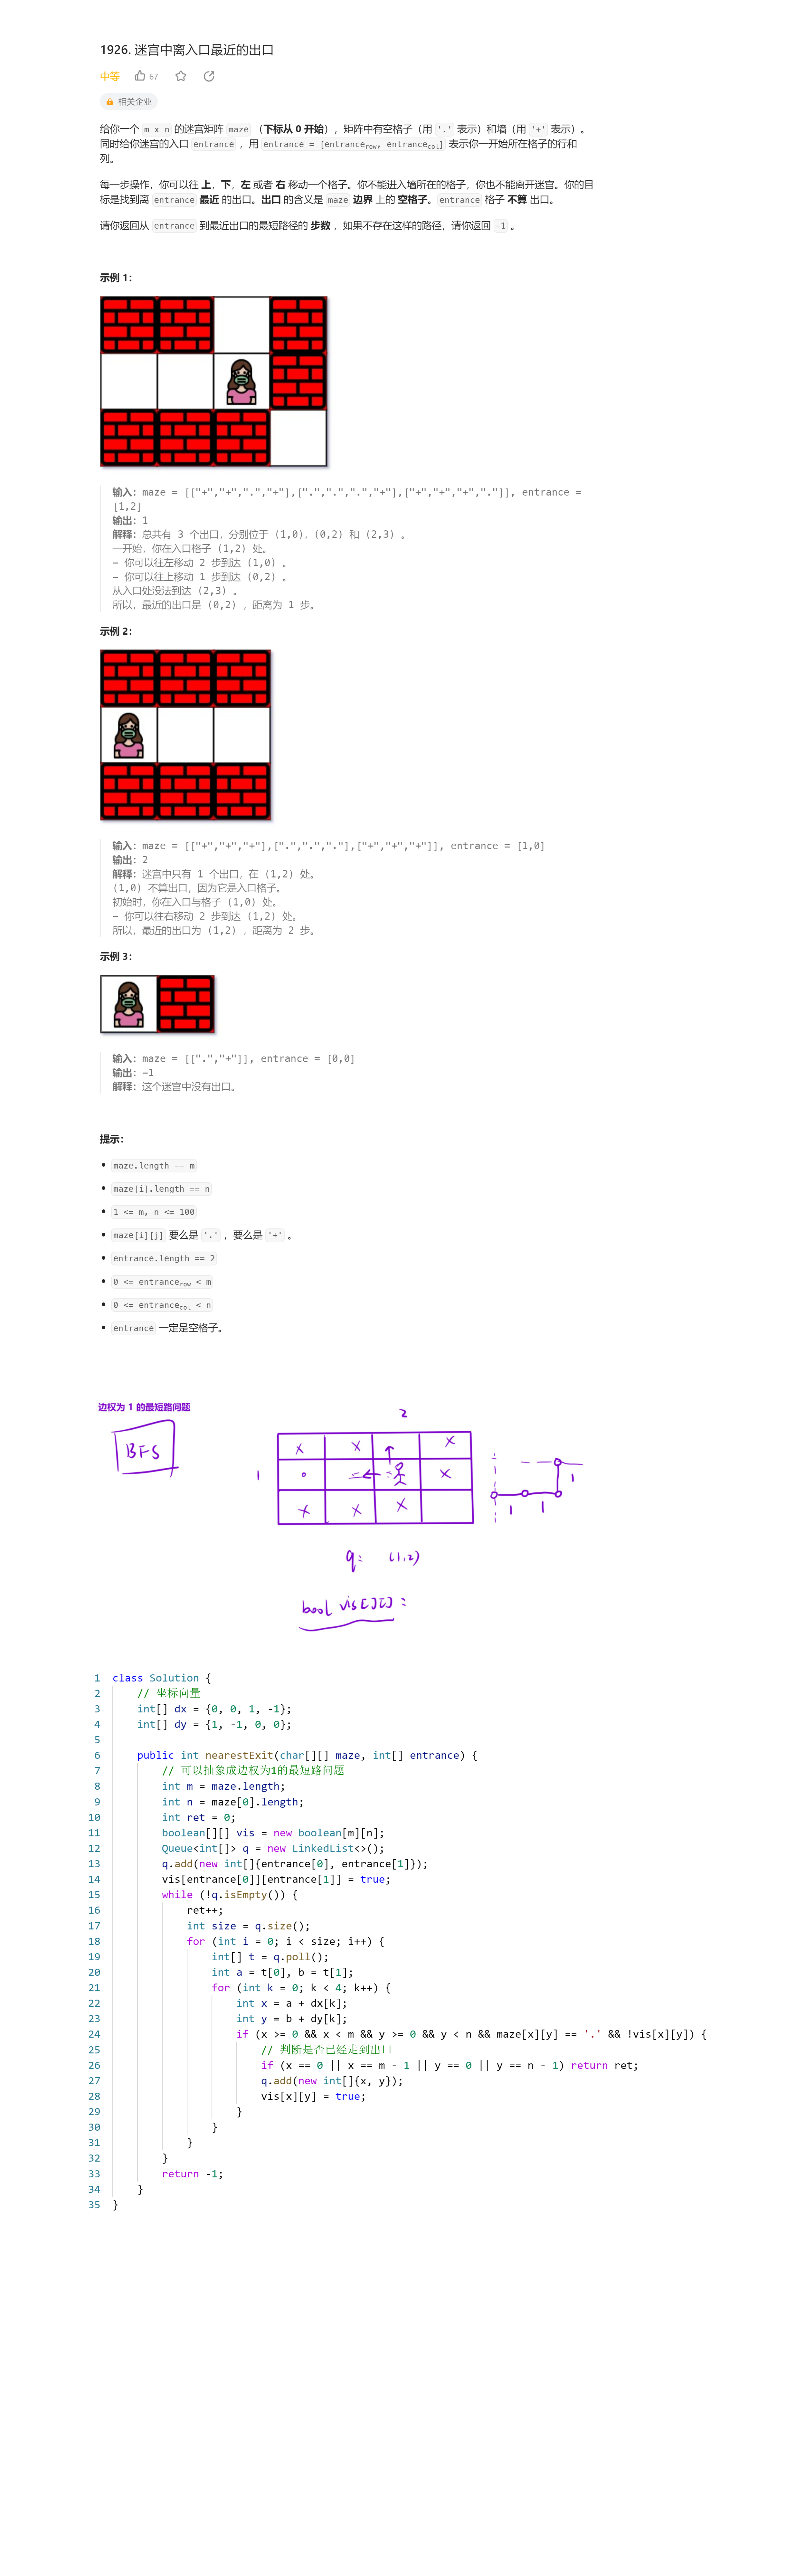 1926. 迷宫中离入口最近的出口
中等 67
相关企业
给你一个 m x n 的迷宫矩阵 maze （下标从 0 开始），矩阵中有空格子（用 '.' 表示）和墙（用 '+' 表示）。
同时给你迷宫的入口 entrance ，用 entrance = [entrancerow, entrancecol] 表示你一开始所在格子的行和
列。
每一步操作，你可以往 上，下，左 或者 右 移动一个格子。你不能进入墙所在的格子，你也不能离开迷宫。你的目
标是找到离 entrance 最近 的出口。出口 的含义是 maze 边界 上的 空格子。entrance 格子 不算 出口。
请你返回从 entrance 到最近出口的最短路径的 步数 ，如果不存在这样的路径，请你返回 -1 。
示例 1：
输入：maze = [["+","+",".","+"],[".",".",".","+"],["+","+","+","."]], entrance =
[1,2]
输出：1
解释：总共有 3 个出口，分别位于 (1,0)，(0,2) 和 (2,3) 。
一开始，你在入口格子 (1,2) 处。
- 你可以往左移动 2 步到达 (1,0) 。
- 你可以往上移动 1 步到达 (0,2) 。
从入口处没法到达 (2,3) 。
所以，最近的出口是 (0,2) ，距离为 1 步。
示例 2：
输入：maze = [["+","+","+"],[".",".","."],["+","+","+"]], entrance = [1,0]
输出：2
解释：迷宫中只有 1 个出口，在 (1,2) 处。
(1,0) 不算出口，因为它是入口格子。
初始时，你在入口与格子 (1,0) 处。
- 你可以往右移动 2 步到达 (1,2) 处。
所以，最近的出口为 (1,2) ，距离为 2 步。
示例 3：
输入：maze = [[".","+"]], entrance = [0,0]
输出：-1
解释：这个迷宫中没有出口。
提示：
• maze.length == m
• maze[i].length == n
• 1 <= m, n <= 100
• maze[i][j] 要么是 '.' ，要么是 '+' 。
• entrance.length == 2
• 0 <= entrancerow < m
• 0 <= entrancecol < n
• entrance 一定是空格子。
边权为 1 的最短路问题
BFS
2
x x x
1 o x 1
x x x 1 1
q: (1,2)
bool vis[][]:
1 class Solution {
2 // 坐标向量
3 int[] dx = {0, 0, 1, -1};
4 int[] dy = {1, -1, 0, 0};
5
6 public int nearestExit(char[][] maze, int[] entrance) {
7 // 可以抽象成边权为1的最短路问题
8 int m = maze.length;
9 int n = maze[0].length;
10 int ret = 0;
11 boolean[][] vis = new boolean[m][n];
12 Queue<int[]> q = new LinkedList<>();
13 q.add(new int[]{entrance[0], entrance[1]});
14 vis[entrance[0]][entrance[1]] = true;
15 while (!q.isEmpty()) {
16 ret++;
17 int size = q.size();
18 for (int i = 0; i < size; i++) {
19 int[] t = q.poll();
20 int a = t[0], b = t[1];
21 for (int k = 0; k < 4; k++) {
22 int x = a + dx[k];
23 int y = b + dy[k];
24 if (x >= 0 && x < m && y >= 0 && y < n && maze[x][y] == '.' && !vis[x][y]) {
25 // 判断是否已经走到出口
26 if (x == 0 || x == m - 1 || y == 0 || y == n - 1) return ret;
27 q.add(new int[]{x, y});
28 vis[x][y] = true;
29 }
30 }
31 }
32 }
33 return -1;
34 }
35 }